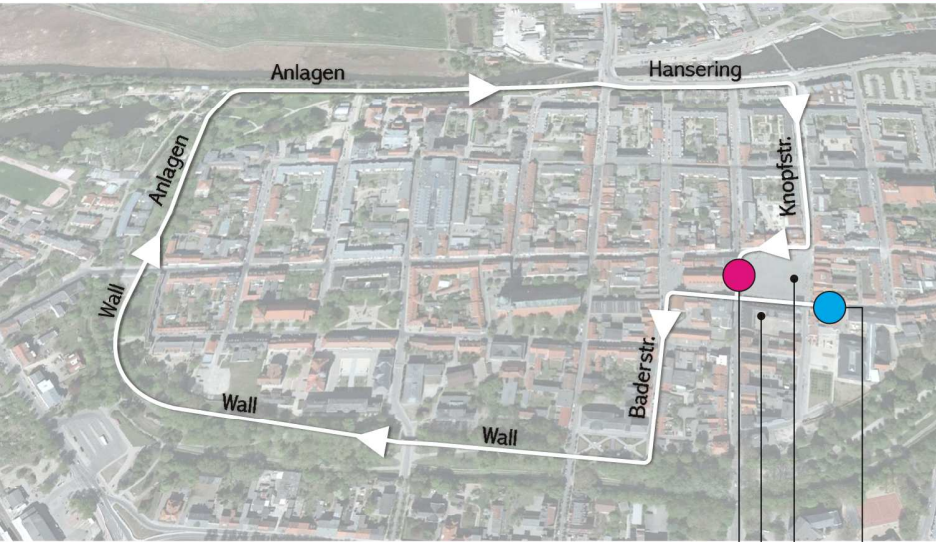 Anlagen
Hansering
Anlagen
Knopfstr.
Wall
Baderstr.
Wall
Wall